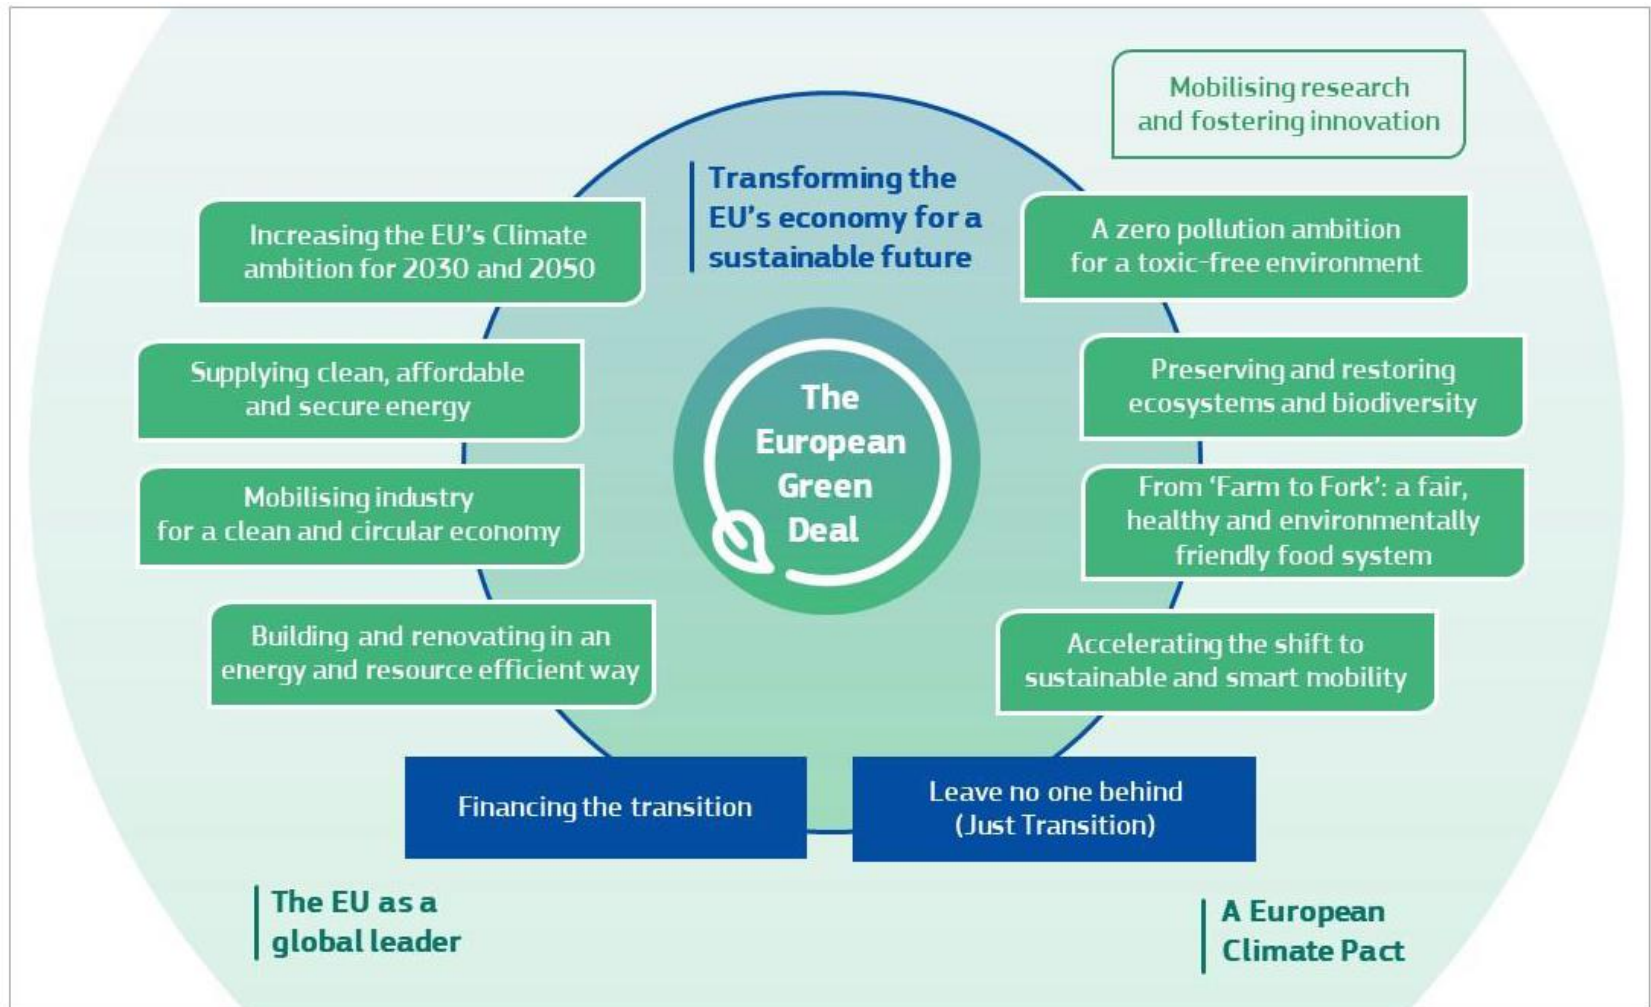 Mobilising research
and fostering innovation
Transforming the
EU's economy for a
sustainable future
Increasing the EU's Climate
ambition for 2030 and 2050
A zero pollution ambition
for a toxic-free environment
Supplying clean, affordable
and secure energy
Preserving and restoring
ecosystems and biodiversity
The
European
Green
Deal
Mobilising industry
for a clean and circular economy
From ‘Farm to Fork’: a fair,
healthy and environmentally
friendly food system
Building and renovating in an
energy and resource efficient way
Accelerating the shift to
sustainable and smart mobility
Financing the transition
Leave no one behind
(Just Transition)
The EU as a
global leader
A European
Climate Pact